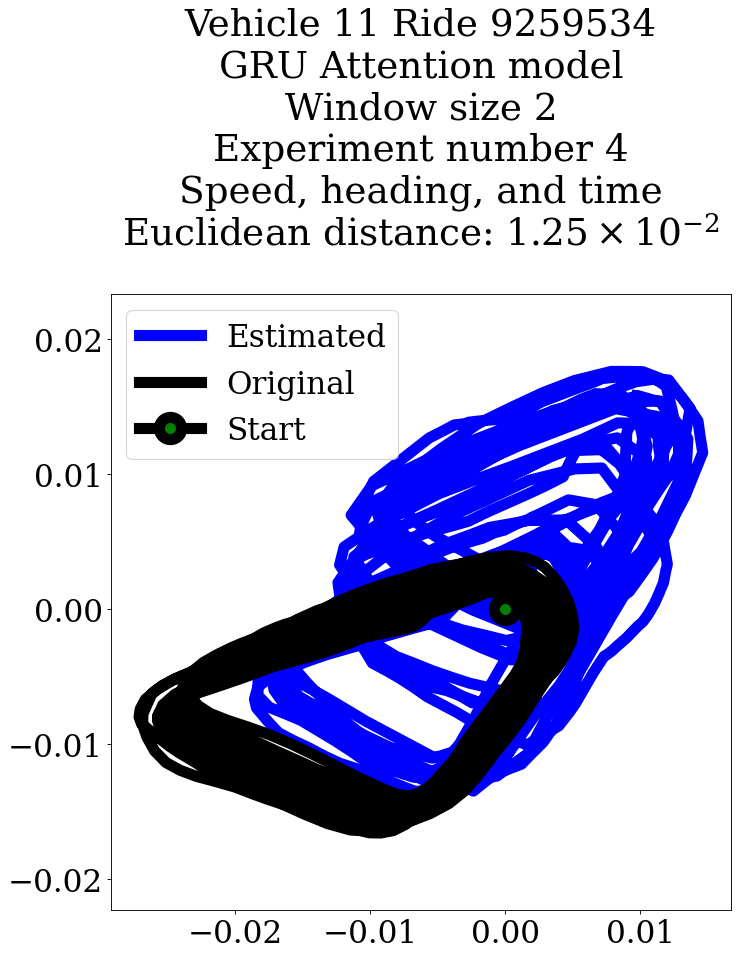 Vehicle 11 Ride 9259534
GRU Attention model
Window size 2
Experiment number 4
Speed, heading, and time
Euclidean distance: 1.25 × 10⁻²
Estimated
Original
Start
0.02
0.01
0.00
−0.01
−0.02
−0.02 −0.01 0.00 0.01